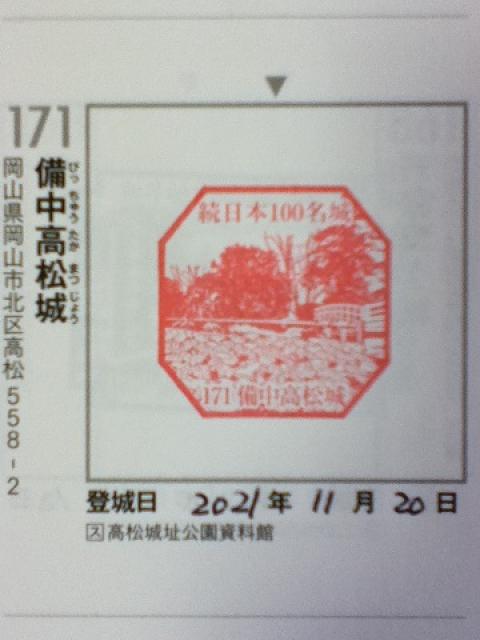 171
備中高松城
びっちゅうたかまつじょう
岡山県岡山市北区高松558-2
続日本100名城
171 備中高松城
登城日 2021年 11月 20日
ス 高松城址公園資料館